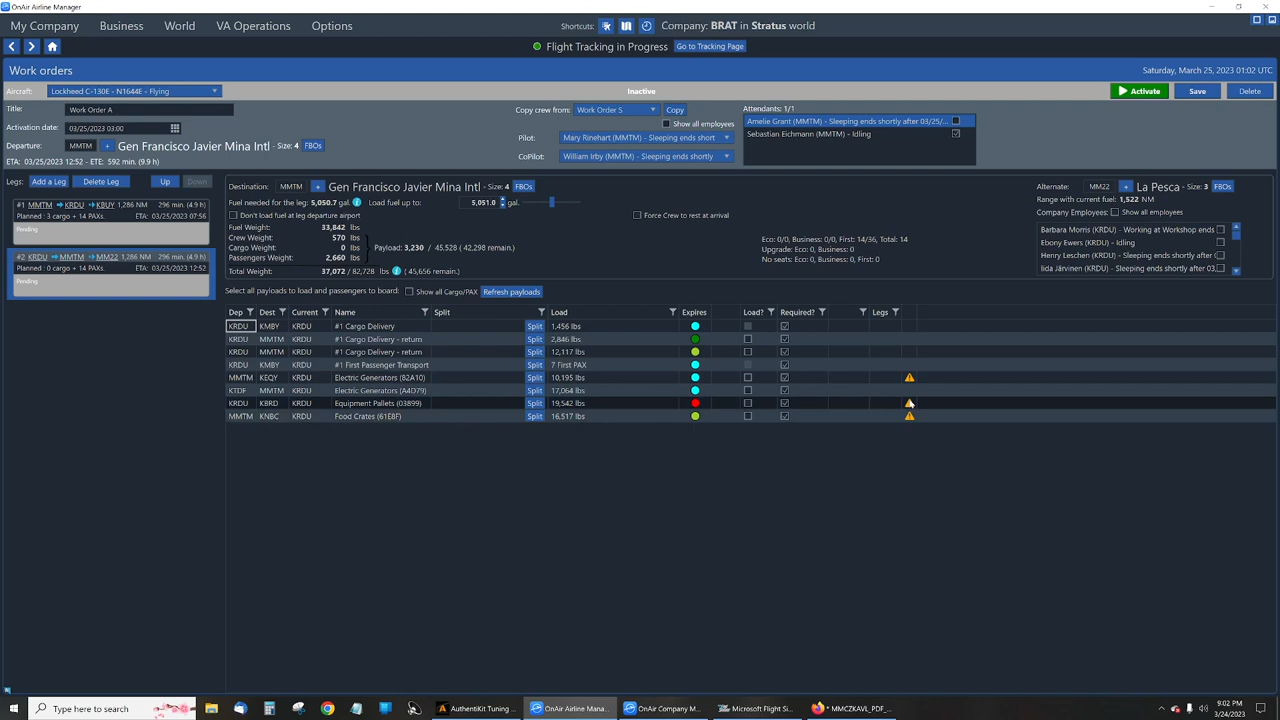 OnAir Airline Manager
My Company Business World VA Operations Options Shortcuts: Company: BRAT in Stratus world
Flight Tracking in Progress Go to Tracking Page
Work orders Saturday, March 25, 2023 01:02 UTC
Aircraft: Lockheed C-130E - N1644E - Flying Inactive Activate Save Delete
Title: Work Order A Copy crew from: Work Order S Copy Attendants: 1/1
Show all employees Amelie Grant (MMTM) - Sleeping ends shortly after 03/25/...
Activation date: 03/25/2023 03:00 Sebastian Eichmann (MMTM) - Idling
Pilot: Mary Rinehart (MMTM) - Sleeping ends short
Departure: MMTM + Gen Francisco Javier Mina Intl - Size: 4 FBOs
CoPilot: William Irby (MMTM) - Sleeping ends shortly
ETA: 03/25/2023 12:52 - ETE: 592 min. (9.9 h)
Legs: Add a Leg Delete Leg Up Down
#1 MMTM KRDU KBUY 1,286 NM 296 min. (4.9 h)
Planned : 3 cargo + 14 PAXs. ETA: 03/25/2023 07:56
Pending
#2 KRDU MMTM MM22 1,286 NM 296 min. (4.9 h)
Planned : 0 cargo + 14 PAXs. ETA: 03/25/2023 12:52
Pending
Destination: MMTM + Gen Francisco Javier Mina Intl - Size: 4 FBOs
Fuel needed for the leg: 5,050.7 gal. Load fuel up to: 5,051.0 gal.
Don't load fuel at leg departure airport Force Crew to rest at arrival
Fuel Weight: 33,842 lbs
Crew Weight: 570 lbs
Cargo Weight: 0 lbs Payload: 3,230 / 45,528 (42,298 remain.)
Passengers Weight: 2,660 lbs
Total Weight: 37,072 / 82,728 lbs (45,656 remain.)
Eco: 0/0, Business: 0/0, First: 14/36, Total: 14
Eco: 0, Business: 0
No seats: Eco: 0, Business: 0, First: 0
Alternate: MM22 + La Pesca - Size: 3 FBOs
Range with current fuel: 1,522 NM
Company Employees: Show all employees
Barbara Morris (KRDU) - Working at Workshop ends
Ebony Ewers (KRDU) - Idling
Henry Leschen (KRDU) - Sleeping ends shortly after
Iida Järvinen (KRDU) - Sleeping ends shortly after 03,
Select all payloads to load and passengers to board: Show all Cargo/PAX Refresh payloads
Dep Dest Current Name Split Load Expires Load? Required? Legs
KRDU KMBY KRDU #1 Cargo Delivery Split 1,456 lbs
KRDU MMTM KRDU #1 Cargo Delivery - return Split 2,846 lbs
KRDU MMTM KRDU #1 Cargo Delivery - return Split 12,117 lbs
KRDU KMBY KRDU #1 First Passenger Transport Split 7 First PAX
MMTM KEQY KRDU Electric Generators (82A10) Split 10,195 lbs
KTDF MMTM KRDU Electric Generators (A4D79) Split 17,064 lbs
KRDU KBRD KRDU Equipment Pallets (03899) Split 19,542 lbs
MMTM KNBC KRDU Food Crates (61E8F) Split 16,517 lbs
Type here to search AuthentiKit Tuning ... OnAir Airline Mana... OnAir Company M... Microsoft Flight Si... * MMCZKAVL_PDF_...
9:02 PM
3/24/2023